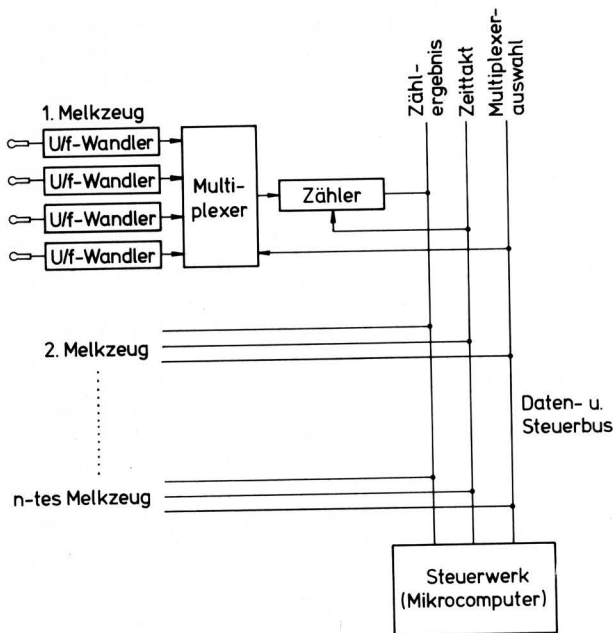 Zähl-
ergebnis
Zeittakt
Multiplexer-
auswahl
1. Melkzeug
U/f-Wandler
U/f-Wandler
U/f-Wandler
U/f-Wandler
Multi-
plexer
Zähler
2. Melkzeug
Daten- u.
Steuerbus
n-tes Melkzeug
Steuerwerk
(Mikrocomputer)